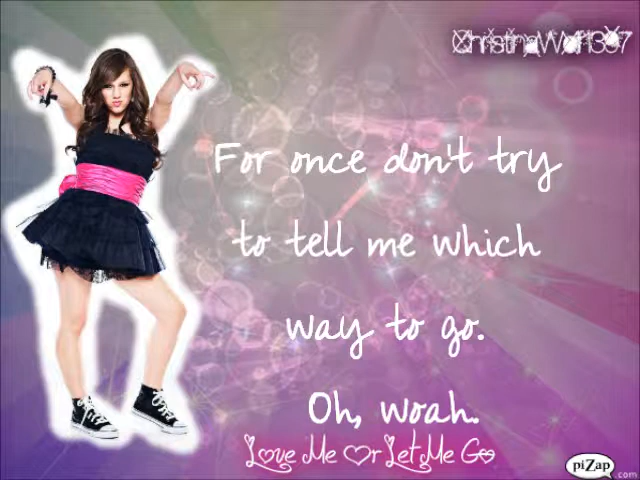 ChristinaWolf1397
For once don't try
to tell me which
way to go.
Oh, woah.
Love Me Or Let Me Go
piZap
.com